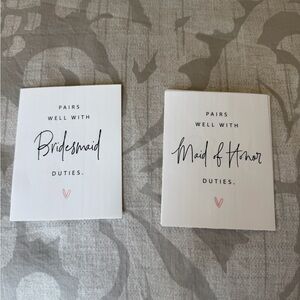 PAIRS
WELL WITH
Bridesmaid
DUTIES.
PAIRS
WELL WITH
Maid of Honor
DUTIES.